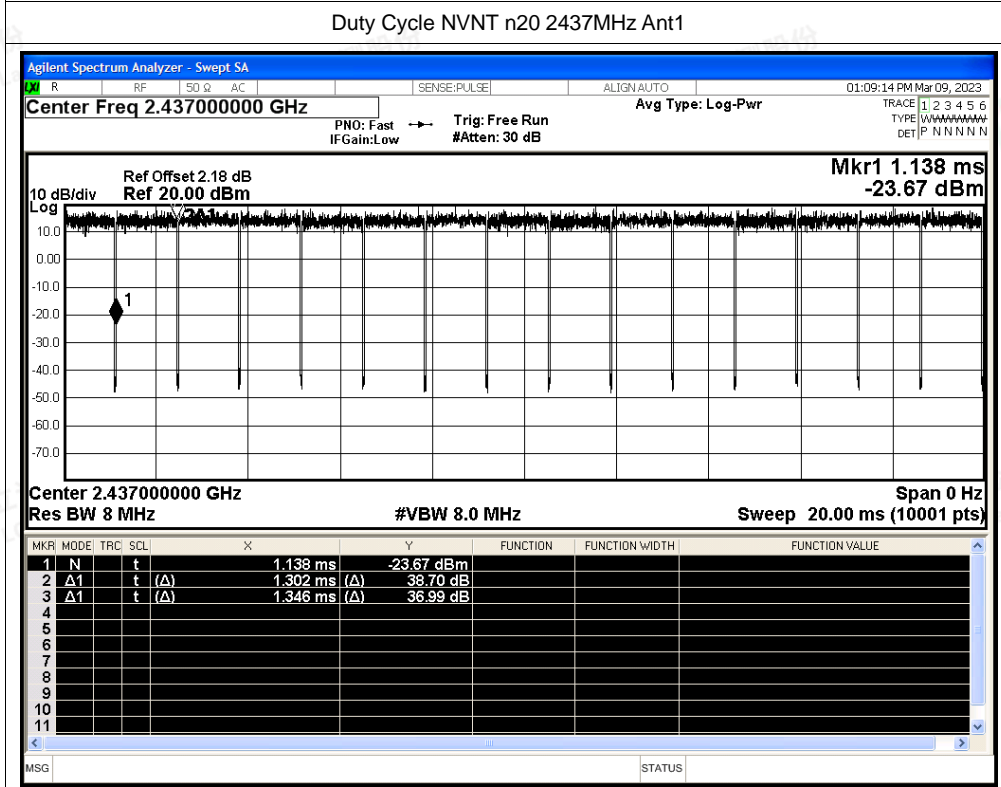 Duty Cycle NVNT n20 2437MHz Ant1
Agilent Spectrum Analyzer - Swept SA
LXI R RF 50 Ω AC SENSE:PULSE ALIGN AUTO 01:09:14 PM Mar 09, 2023
Center Freq 2.437000000 GHz Avg Type: Log-Pwr TRACE 1 2 3 4 5 6
PNO: Fast Trig: Free Run TYPE
IFGain:Low #Atten: 30 dB DET P N N N N N
Mkr1 1.138 ms
Ref Offset 2.18 dB
10 dB/div Ref 20.00 dBm -23.67 dBm
Log
10.0
0.00
-10.0
1
-20.0
-30.0
-40.0
-50.0
-60.0
-70.0
Center 2.437000000 GHz Span 0 Hz
Res BW 8 MHz #VBW 8.0 MHz Sweep 20.00 ms (10001 pts)
MKR MODE TRC SCL X Y FUNCTION FUNCTION WIDTH FUNCTION VALUE
1 N t 1.138 ms -23.67 dBm
2 Δ1 t (Δ) 1.302 ms (Δ) 38.70 dB
3 Δ1 t (Δ) 1.346 ms (Δ) 36.99 dB
4
5
6
7
8
9
10
11
MSG STATUS